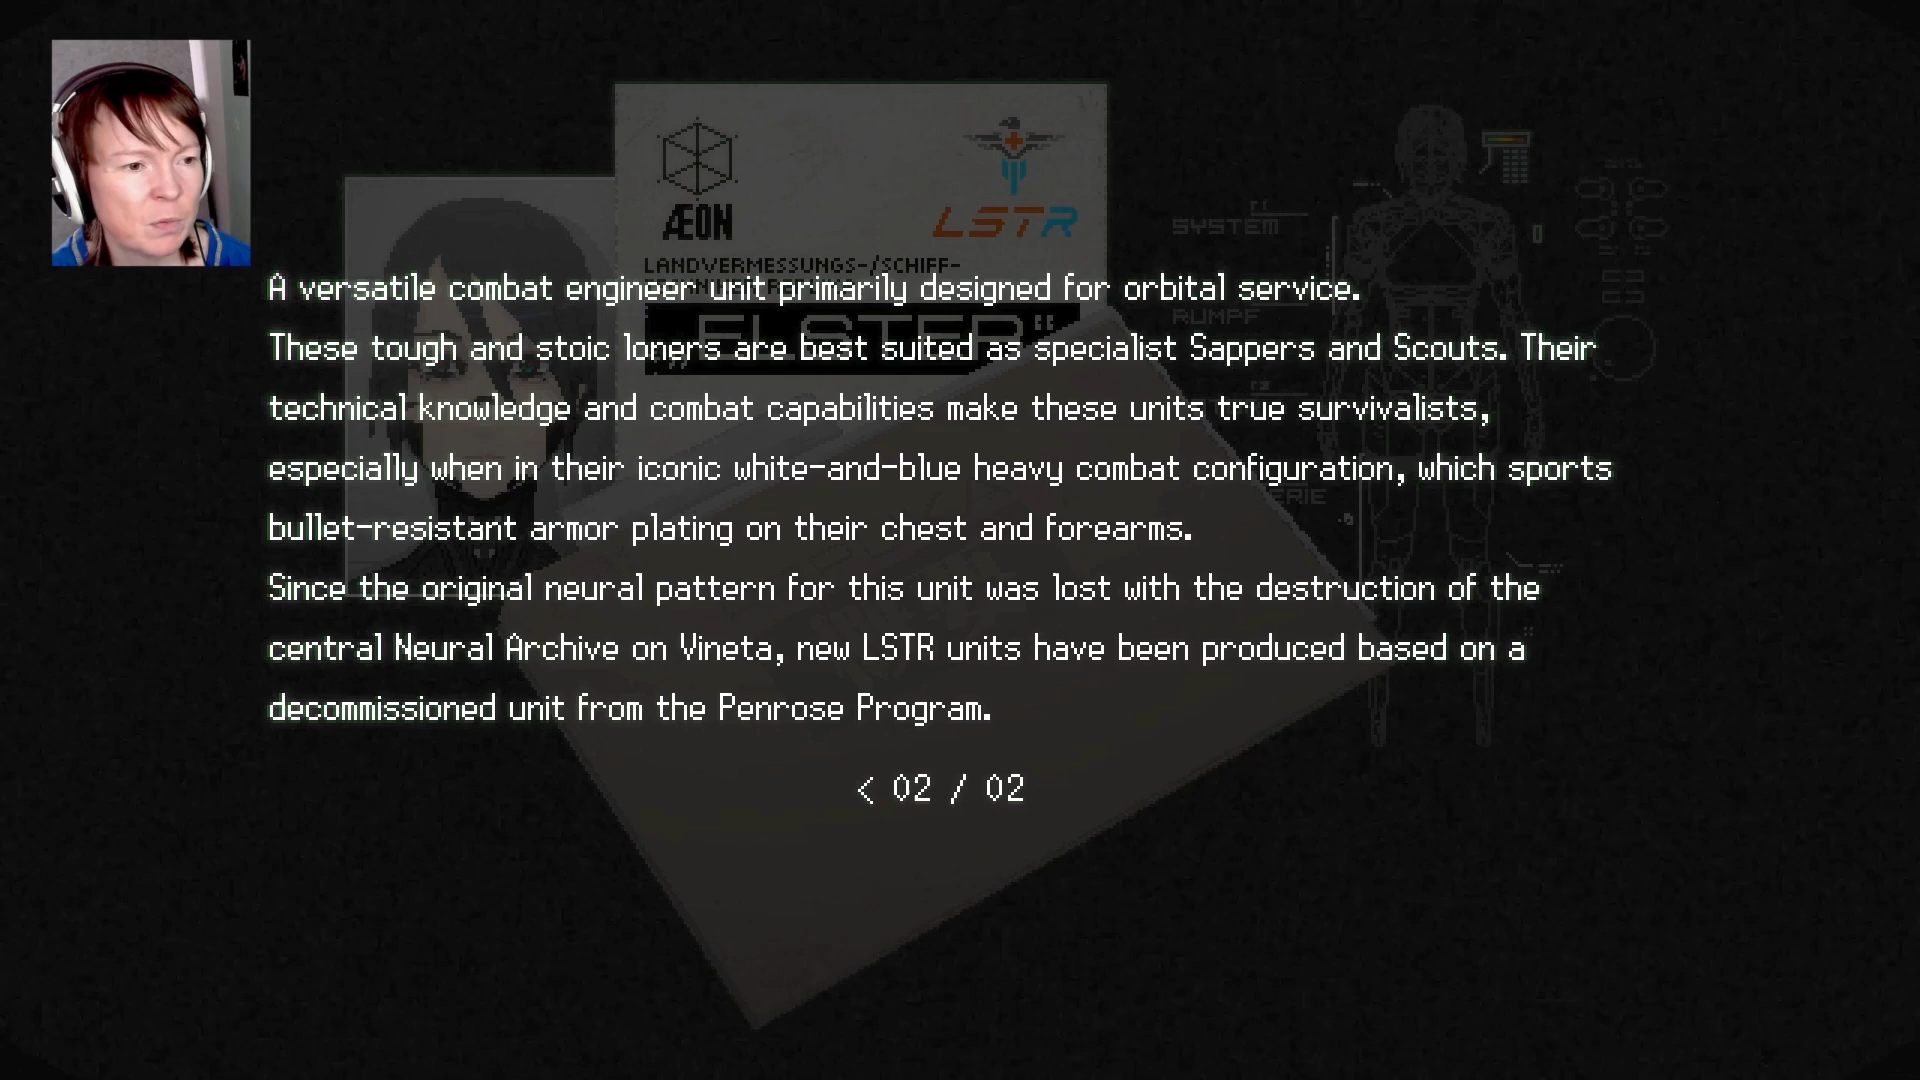 ÆON
LSTR
LANDVERMESSUNGS-/SCHIFF-
SYSTEM
RUMPF
ELSTER
A versatile combat engineer unit primarily designed for orbital service.
These tough and stoic loners are best suited as specialist Sappers and Scouts. Their
technical knowledge and combat capabilities make these units true survivalists,
especially when in their iconic white-and-blue heavy combat configuration, which sports
bullet-resistant armor plating on their chest and forearms.
Since the original neural pattern for this unit was lost with the destruction of the
central Neural Archive on Vineta, new LSTR units have been produced based on a
decommissioned unit from the Penrose Program.
< 02 / 02